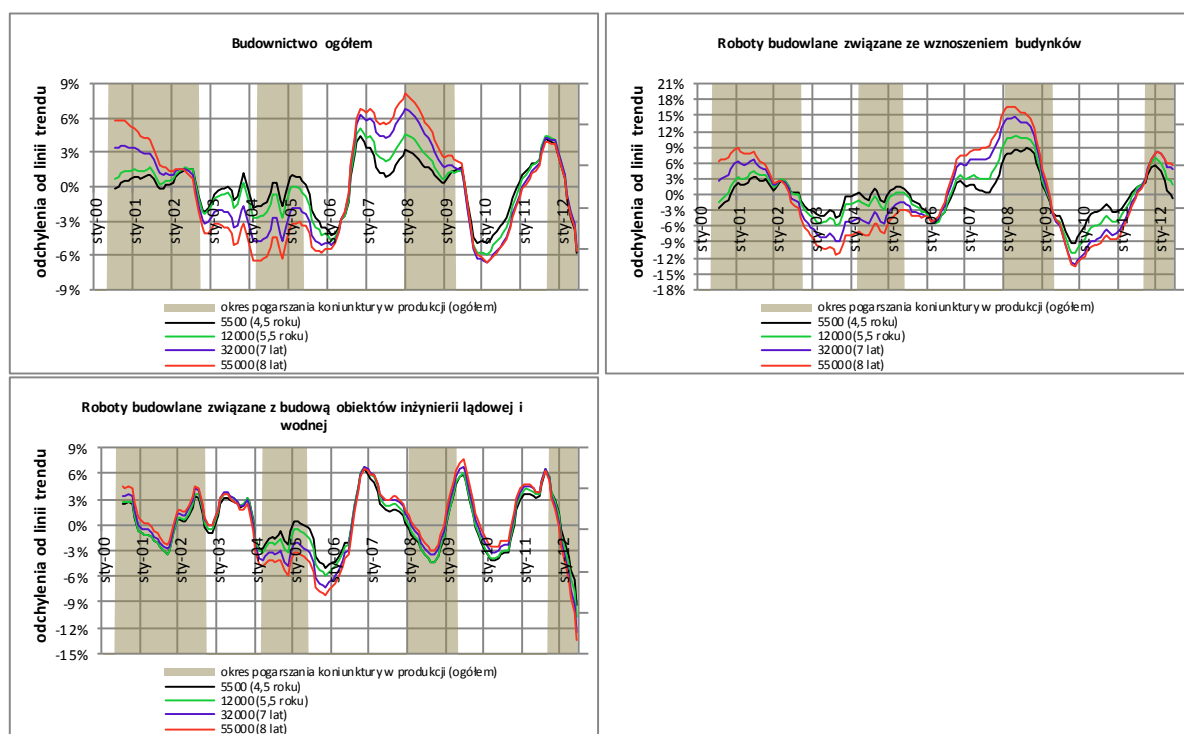 Budownictwo ogółem
odchylenia od linii trendu
9%
6%
3%
0%
-3%
-6%
-9%
sty-00
sty-01
sty-02
sty-03
sty-04
sty-05
sty-06
sty-07
sty-08
sty-09
sty-10
sty-11
sty-12
okres pogarszania koniunktury w produkcji (ogółem)
5500 (4,5 roku)
12000 (5,5 roku)
32000 (7 lat)
55000 (8 lat)
Roboty budowlane związane ze wznoszeniem budynków
odchylenia od linii trendu
21%
18%
15%
12%
9%
6%
3%
0%
-3%
-6%
-9%
-12%
-15%
-18%
sty-00
sty-01
sty-02
sty-03
sty-04
sty-05
sty-06
sty-07
sty-08
sty-09
sty-10
sty-11
sty-12
okres pogarszania koniunktury w produkcji (ogółem)
5500 (4,5 roku)
12000 (5,5 roku)
32000 (7 lat)
55000 (8 lat)
Roboty budowlane związane z budową obiektów inżynierii lądowej i
wodnej
odchylenia od linii trendu
9%
6%
3%
0%
-3%
-6%
-9%
-12%
-15%
sty-00
sty-01
sty-02
sty-03
sty-04
sty-05
sty-06
sty-07
sty-08
sty-09
sty-10
sty-11
sty-12
okres pogarszania koniunktury w produkcji (ogółem)
5500 (4,5 roku)
12000 (5,5 roku)
32000 (7 lat)
55000 (8 lat)